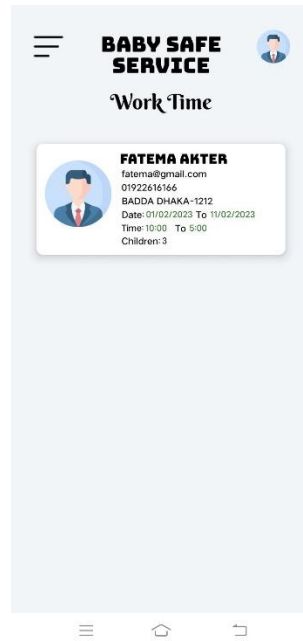 BABY SAFE
SERVICE
Work Time
FATEMA AKTER
fatema@gmail.com
01922616166
BADDA DHAKA-1212
Date: 01/02/2023 To 11/02/2023
Time: 10:00 To 5:00
Children: 3